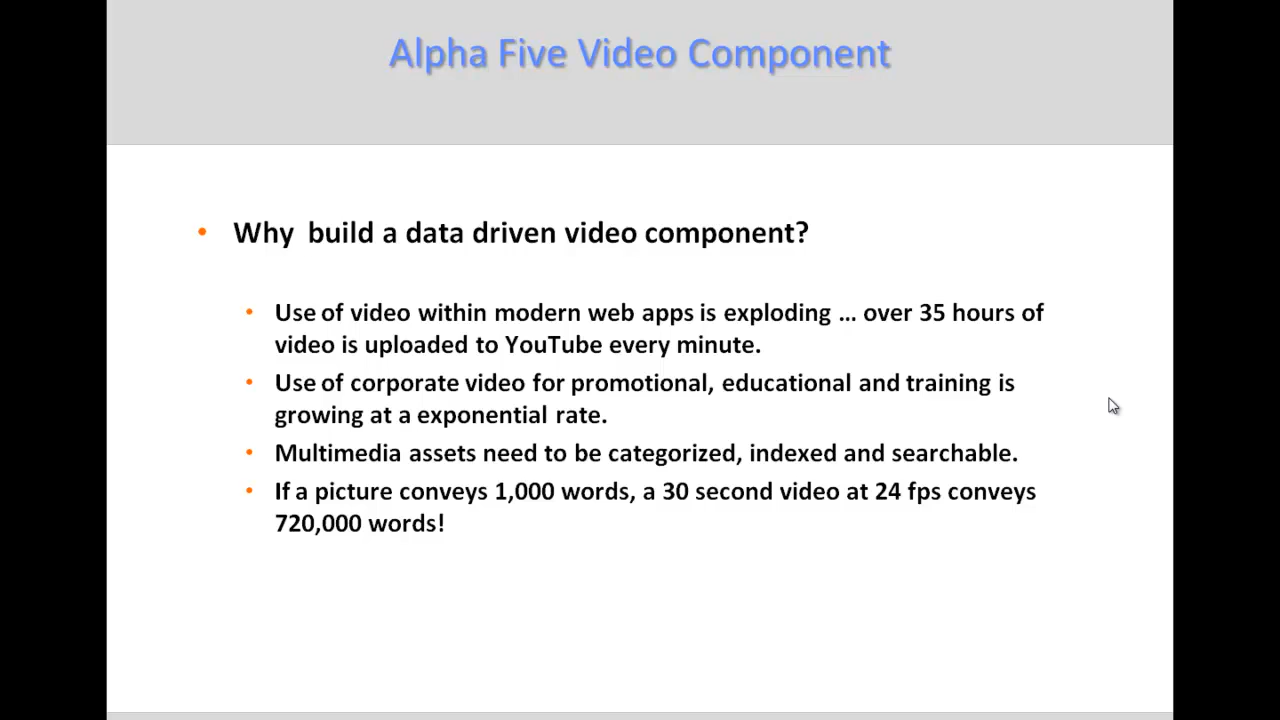 Alpha Five Video Component
• Why  build a data driven video component?
• Use of video within modern web apps is exploding ... over 35 hours of
video is uploaded to YouTube every minute.
• Use of corporate video for promotional, educational and training is
growing at a exponential rate.
• Multimedia assets need to be categorized, indexed and searchable.
• If a picture conveys 1,000 words, a 30 second video at 24 fps conveys
720,000 words!